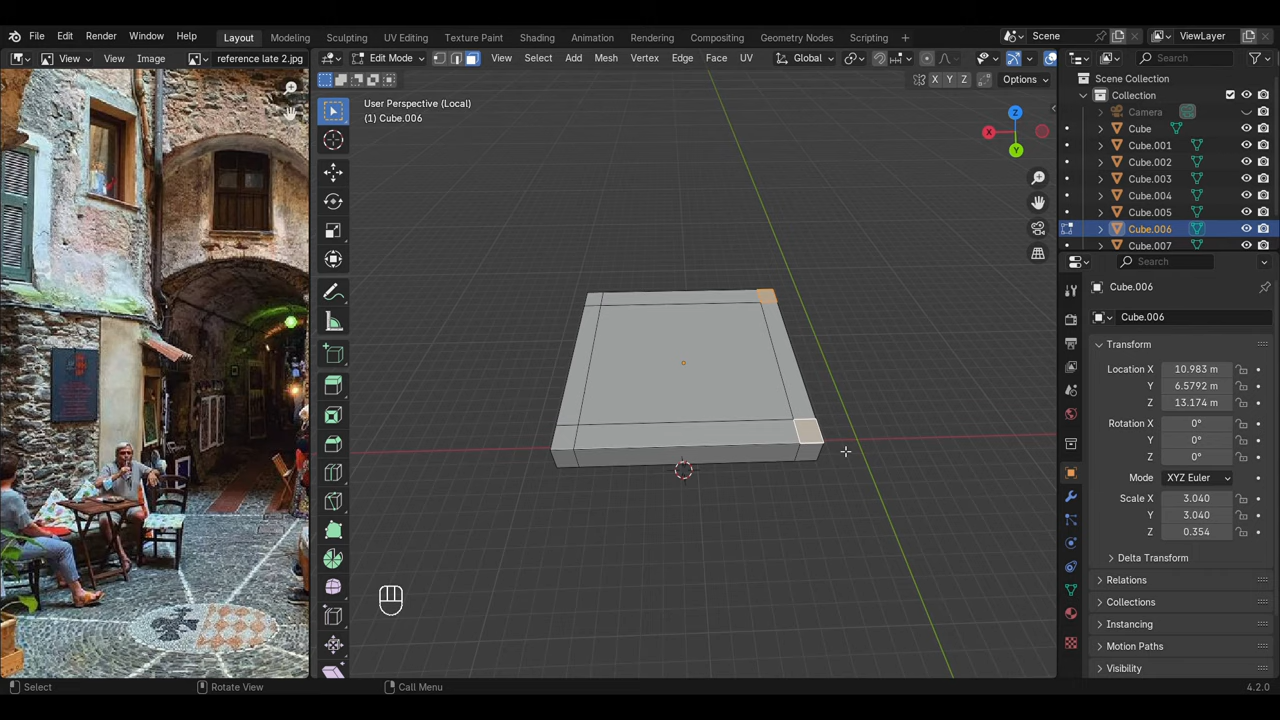 File Edit Render Window Help
Layout Modeling Sculpting UV Editing Texture Paint Shading Animation Rendering Compositing Geometry Nodes Scripting
Scene
ViewLayer
View View Image reference late 2.jpg
Edit Mode View Select Add Mesh Vertex Edge Face UV Global
Search
X Y Z Options
User Perspective (Local)
(1) Cube.006
Z
X
Y
Scene Collection
Collection
Camera
Cube
Cube.001
Cube.002
Cube.003
Cube.004
Cube.005
Cube.006
Cube.007
Search
Cube.006
Cube.006
Transform
Location X 10.983 m
Y 6.5792 m
Z 13.174 m
Rotation X 0°
Y 0°
Z 0°
Mode XYZ Euler
Scale X 3.040
Y 3.040
Z 0.354
Delta Transform
Relations
Collections
Instancing
Motion Paths
Visibility
Select Rotate View Call Menu 4.2.0